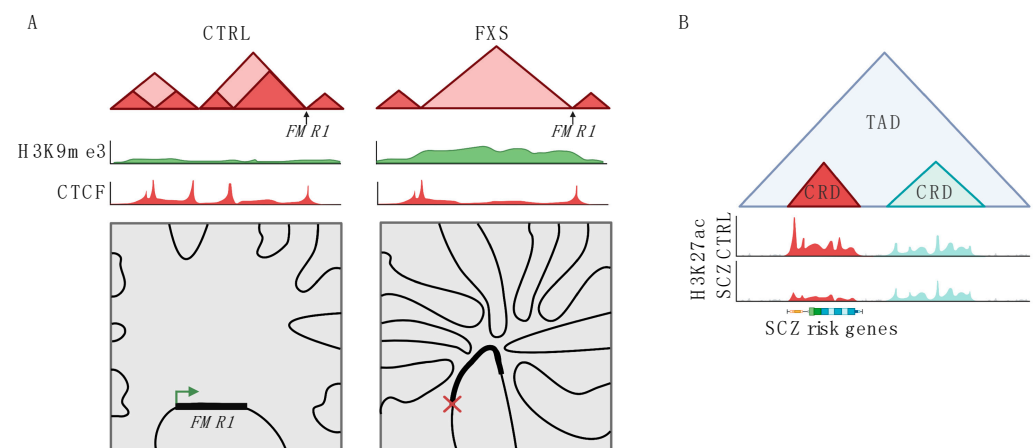 A
B
CTRL
FXS
FMR1
FMR1
TAD
H3K9me3
CTCF
CRD
CRD
H3K27ac
CTRL
SCZ
SCZ risk genes
FMR1